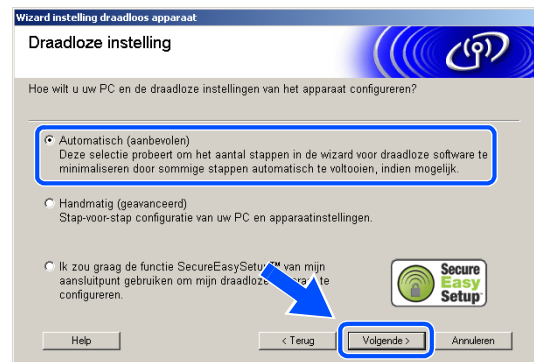 Wizard instelling draadloos apparaat
Draadloze instelling
Hoe wilt u uw PC en de draadloze instellingen van het apparaat configureren?
Automatisch (aanbevolen)
Deze selectie probeert om het aantal stappen in de wizard voor draadloze software te
minimaliseren door sommige stappen automatisch te voltooien, indien mogelijk.
Handmatig (geavanceerd)
Stap-voor-stap configuratie van uw PC en apparaatinstellingen.
Ik zou graag de functie SecureEasySetup™ van mijn
aansluitpunt gebruiken om mijn draadloze te
configureren.
Secure
Easy
Setup
Help
< Terug
Volgende >
Annuleren